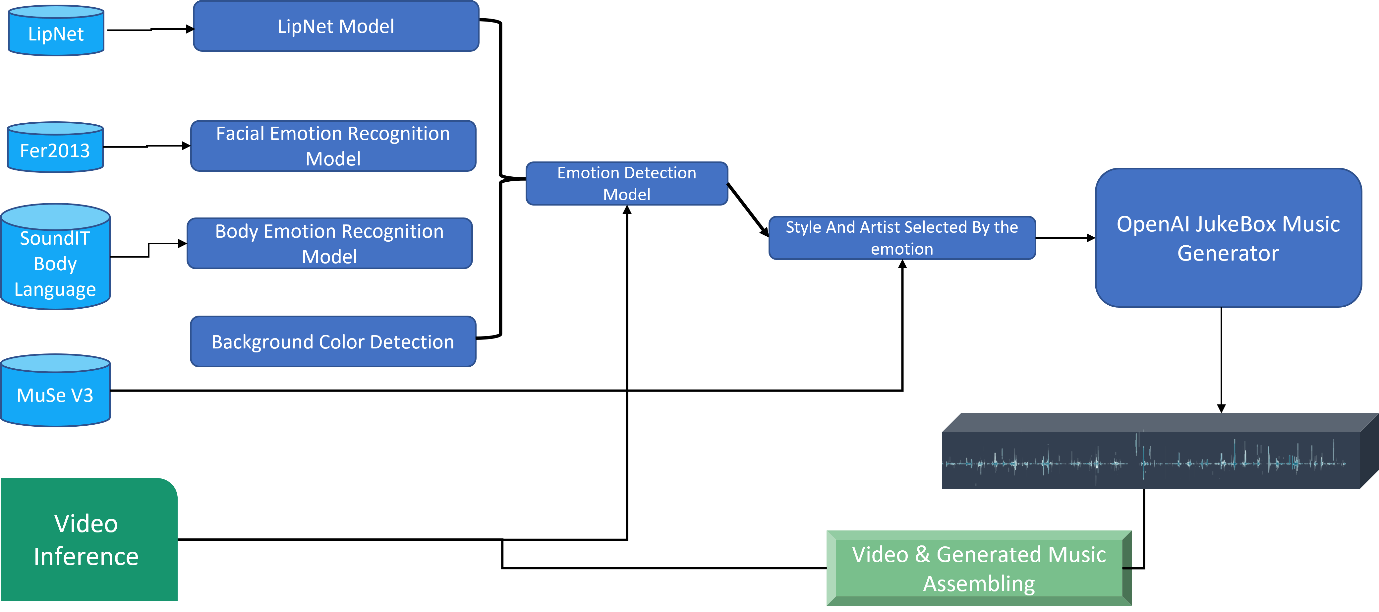 LipNet
LipNet Model
Fer2013
Facial Emotion Recognition
Model
SoundIT
Body
Language
Body Emotion Recognition
Model
Background Color Detection
MuSe V3
Emotion Detection
Model
Style And Artist Selected By the
emotion
OpenAI JukeBox Music
Generator
Video
Inference
Video & Generated Music
Assembling